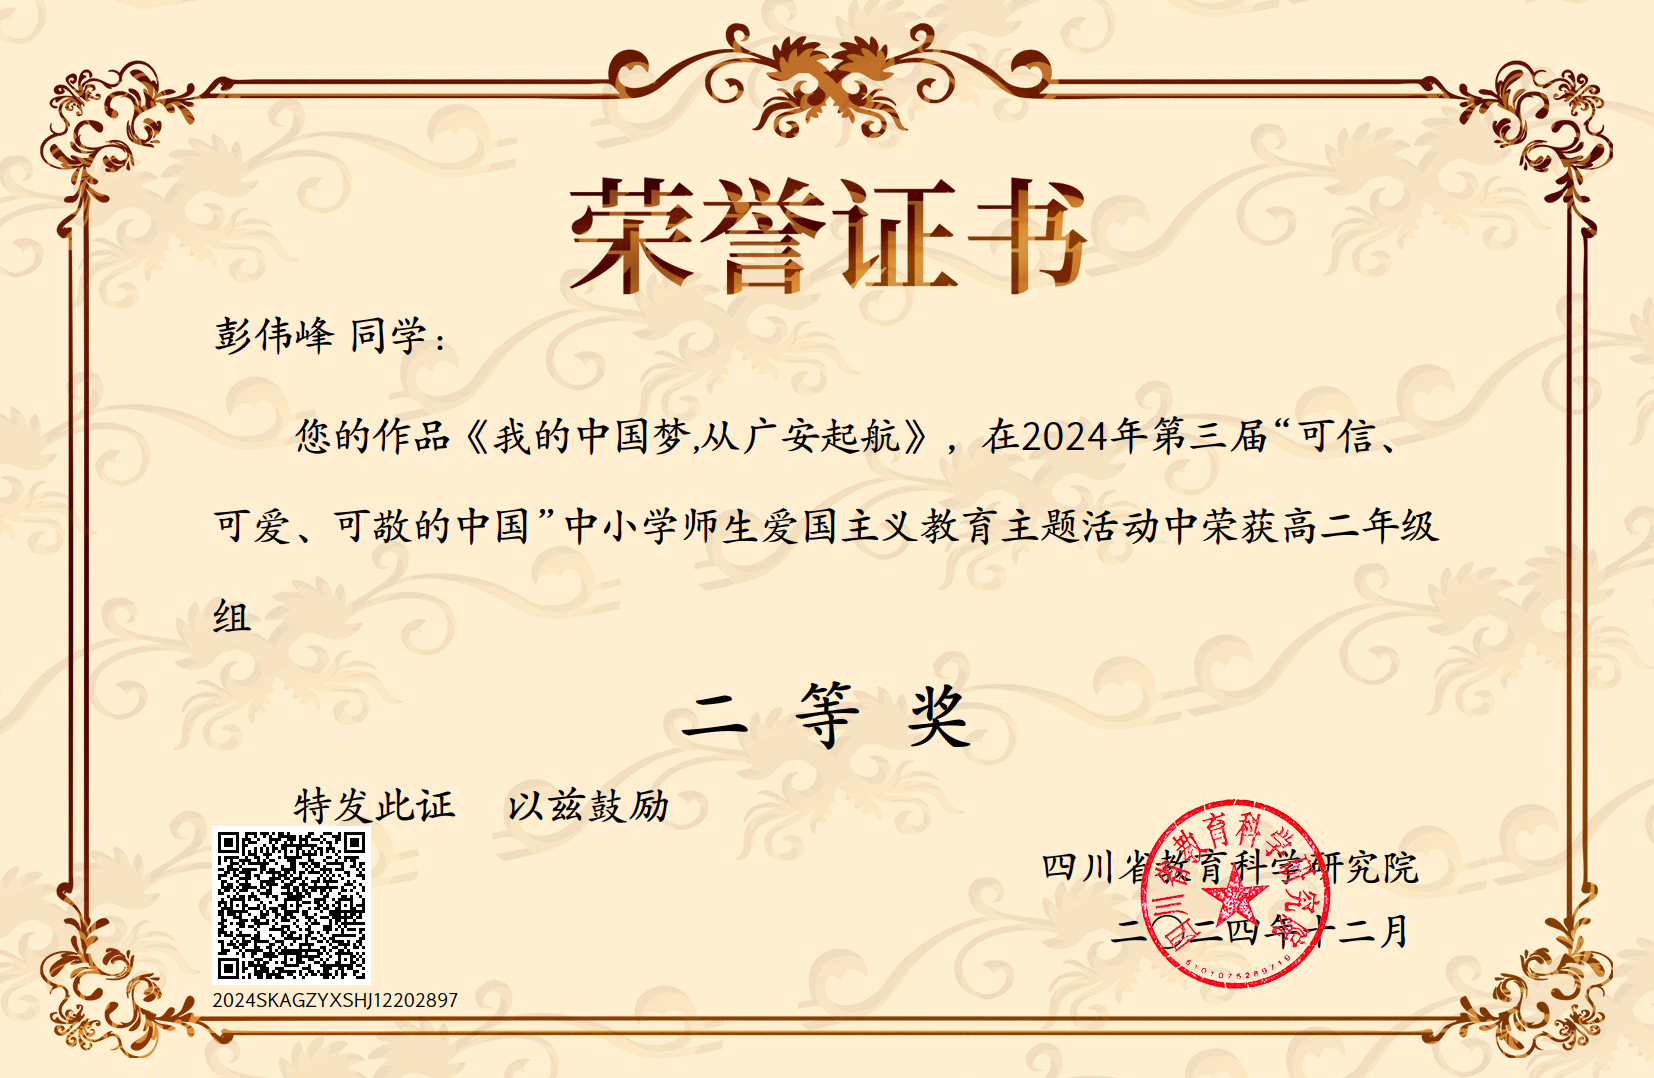 荣誉证书
彭伟峰 同学：
您的作品《我的中国梦,从广安起航》，在2024年第三届“可信、
可爱、可敬的中国”中小学师生爱国主义教育主题活动中荣获高二年级
组
二等奖
特发此证 以兹鼓励
四川省教育科学研究院
二〇二四年十二月
四川省教育科学研究院
5101075289716
2024SKAGZYXSHJ12202897